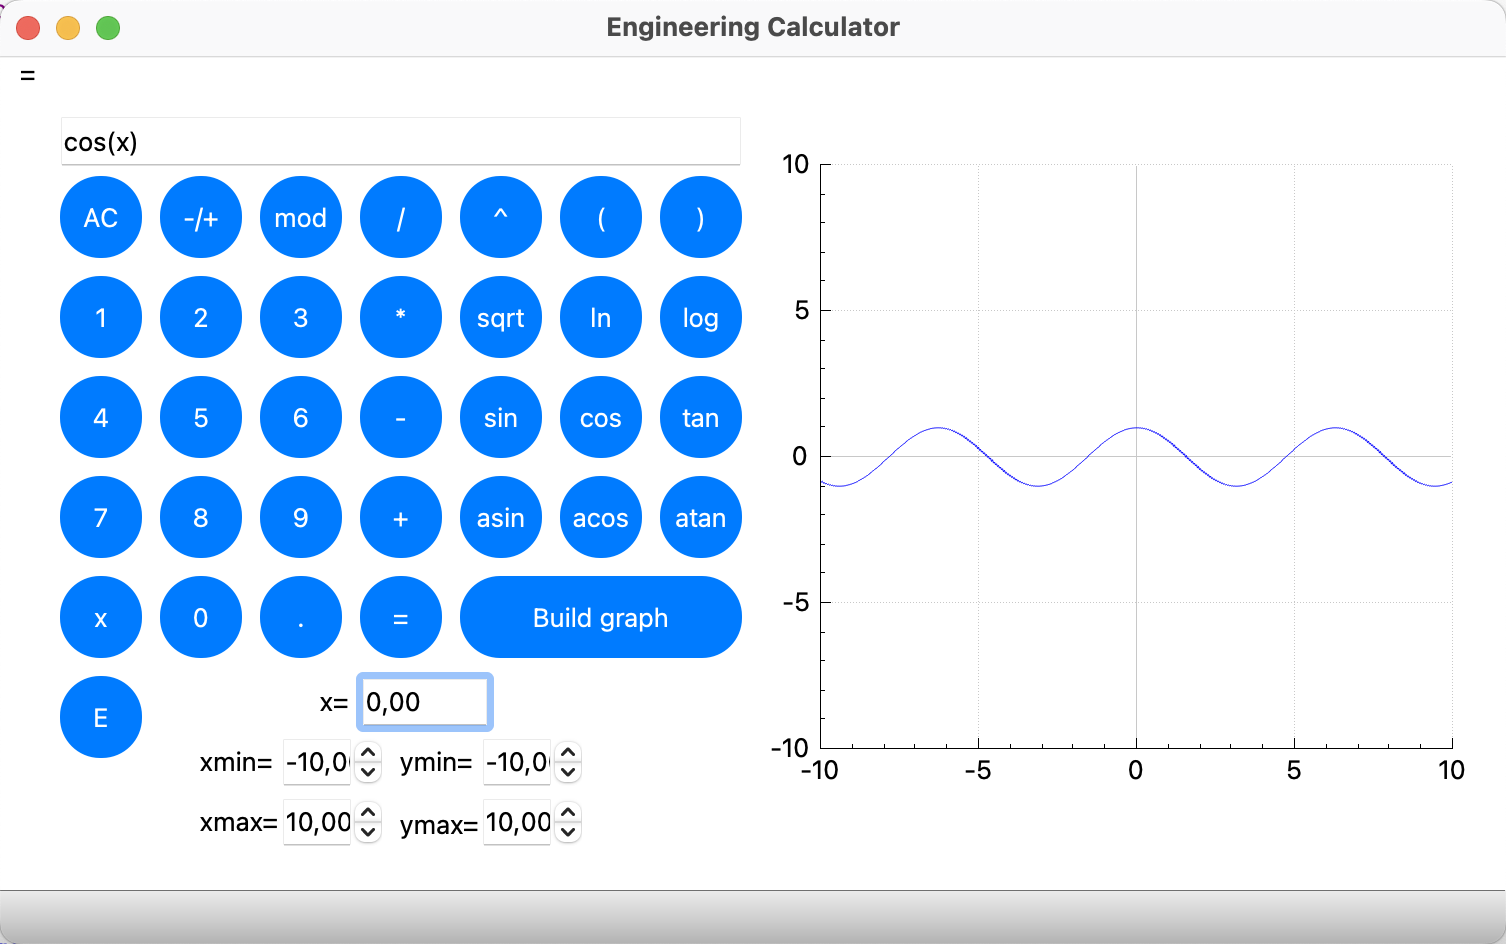 Engineering Calculator
=
cos(x)
AC -/+ mod / ^ ( )
1 2 3 * sqrt ln log
4 5 6 - sin cos tan
7 8 9 + asin acos atan
x 0 . = Build graph
E
x= 0,00
xmin= -10,0 ymin= -10,0
xmax= 10,00 ymax= 10,00
10
5
0
-5
-10
-10 -5 0 5 10